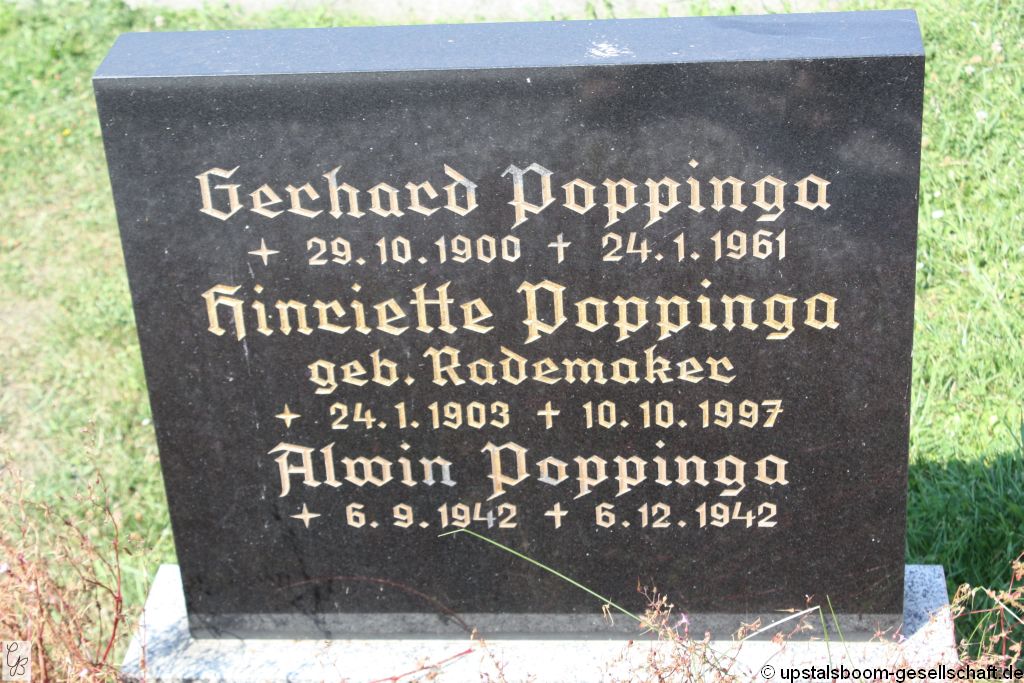 Gerhard Poppinga
+ 29.10.1900 † 24.1.1961
Hinriette Poppinga
geb. Rademaker
+ 24.1.1903 † 10.10.1997
Alwin Poppinga
+ 6.9.1942 † 6.12.1942
GB
© upstalsboom-gesellschaft.de